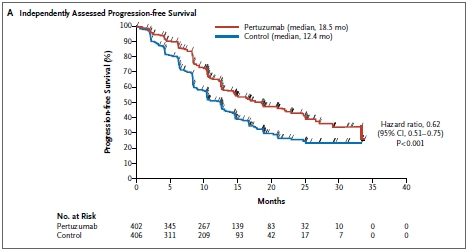 A Independently Assessed Progression-free Survival
Progression-free Survival (%)
100
90
80
70
60
50
40
30
20
10
0
Pertuzumab (median, 18.5 mo)
Control (median, 12.4 mo)
Hazard ratio, 0.62
(95% CI, 0.51–0.75)
P<0.001
0 5 10 15 20 25 30 35 40
Months
No. at Risk
Pertuzumab 402 345 267 139 83 32 10 0 0
Control 406 311 209 93 42 17 7 0 0